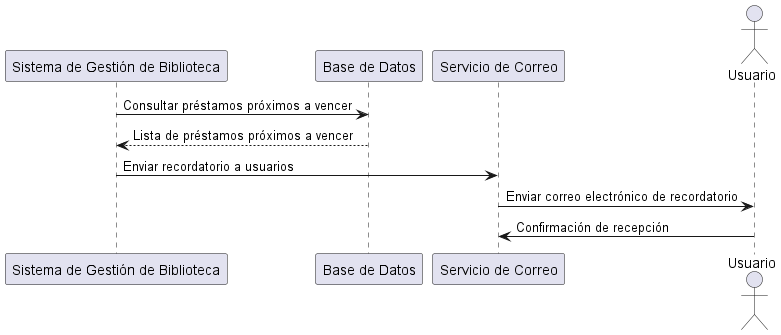 Usuario
Sistema de Gestión de Biblioteca
Base de Datos
Servicio de Correo
Consultar préstamos próximos a vencer
Lista de préstamos próximos a vencer
Enviar recordatorio a usuarios
Enviar correo electrónico de recordatorio
Confirmación de recepción
Sistema de Gestión de Biblioteca
Base de Datos
Servicio de Correo
Usuario